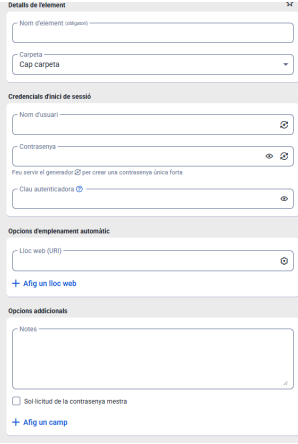 Detalls de l'element
Nom d'element (obligatori)
Carpeta
Cap carpeta
Credencials d'inici de sessió
Nom d'usuari
Contrasenya
Feu servir el generador per crear una contrasenya única forta
Clau autenticadora
Opcions d'emplenament automàtic
Lloc web (URI)
Afig un lloc web
Opcions addicionals
Notes
Sol·licitud de la contrasenya mestra
Afig un camp